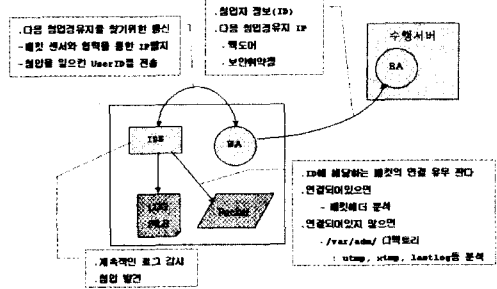 .다음 침입경유지를 찾기위한 통신
-패킷 센서와 협력을 통한 IP탐지
-침입을 일으킨 UserID를 전송
.침입자 정보(ID)
.다음 침입경유지 IP
- 백도어
- 보안취약점
수행서버
BA
MA
LOG
FILE
Packet
.ID에 해당하는 패킷의 연결 유무 판다
.연결되어있으면
- 패킷헤더 분석
.연결되어있지 않으면
-/var/adm/ 디렉토리
: utmp, xtmp, lastlog등 분석
.계속적인 로그 감시
.침입 발견